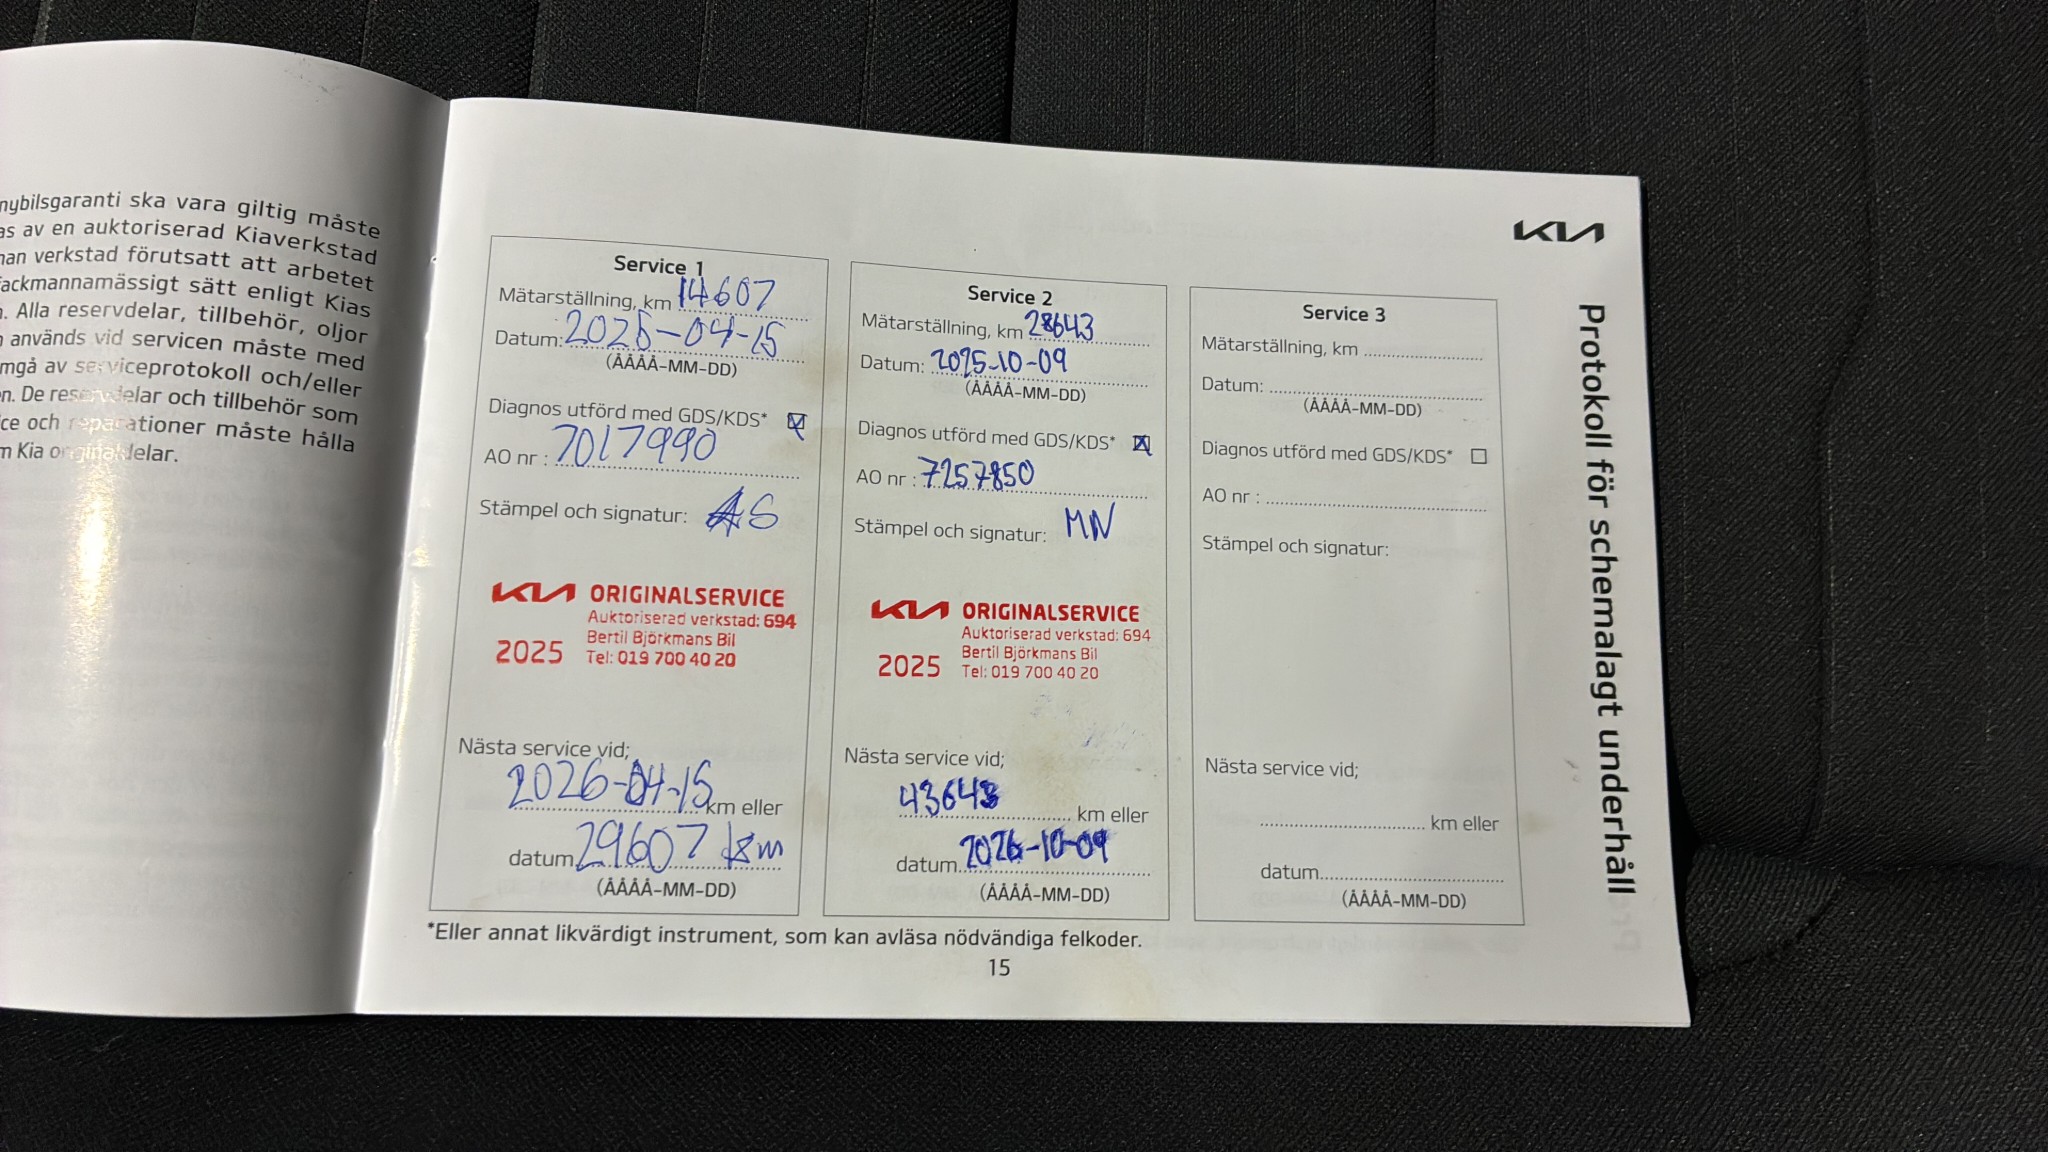 nybilsgaranti ska vara giltig måste
as av en auktoriserad Kiaverkstad
nan verkstad förutsatt att arbetet
fackmannamässigt sätt enligt Kias
n. Alla reservdelar, tillbehör, oljor
n används vid servicen måste med
mgå av serviceprotokoll och/eller
en. De reservdelar och tillbehör som
ice och reparationer måste hålla
m Kia originaldelar.
KIA
Protokoll för schemalagt underhåll
Service 1
Mätarställning, km 14607
Datum: 2025-04-15
(ÅÅÅÅ-MM-DD)
Diagnos utförd med GDS/KDS*
AO nr : 7017990
Stämpel och signatur: AS
KIA ORIGINALSERVICE
Auktoriserad verkstad: 694
Bertil Björkmans Bil
2025 Tel: 019 700 40 20
Nästa service vid;
2026-04-15 km eller
datum 29607 km
(ÅÅÅÅ-MM-DD)
Service 2
Mätarställning, km 28643
Datum: 2025-10-09
(ÅÅÅÅ-MM-DD)
Diagnos utförd med GDS/KDS*
AO nr : 7257850
Stämpel och signatur: MN
KIA ORIGINALSERVICE
Auktoriserad verkstad: 694
Bertil Björkmans Bil
2025 Tel: 019 700 40 20
Nästa service vid;
43643 km eller
datum 2026-10-09
(ÅÅÅÅ-MM-DD)
Service 3
Mätarställning, km
Datum:
(ÅÅÅÅ-MM-DD)
Diagnos utförd med GDS/KDS*
AO nr :
Stämpel och signatur:
Nästa service vid;
km eller
datum
(ÅÅÅÅ-MM-DD)
*Eller annat likvärdigt instrument, som kan avläsa nödvändiga felkoder.
15